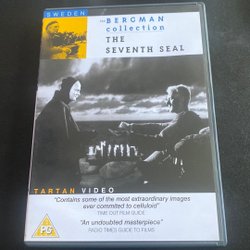 SWEDEN
THE BERGMAN
collection
THE
SEVENTH SEAL
TARTAN VIDEO
"Contains some of the most extraordinary images
ever committed to celluloid"
TIME OUT FILM GUIDE
"An undoubted masterpiece"
RADIO TIMES GUIDE TO FILMS
PG